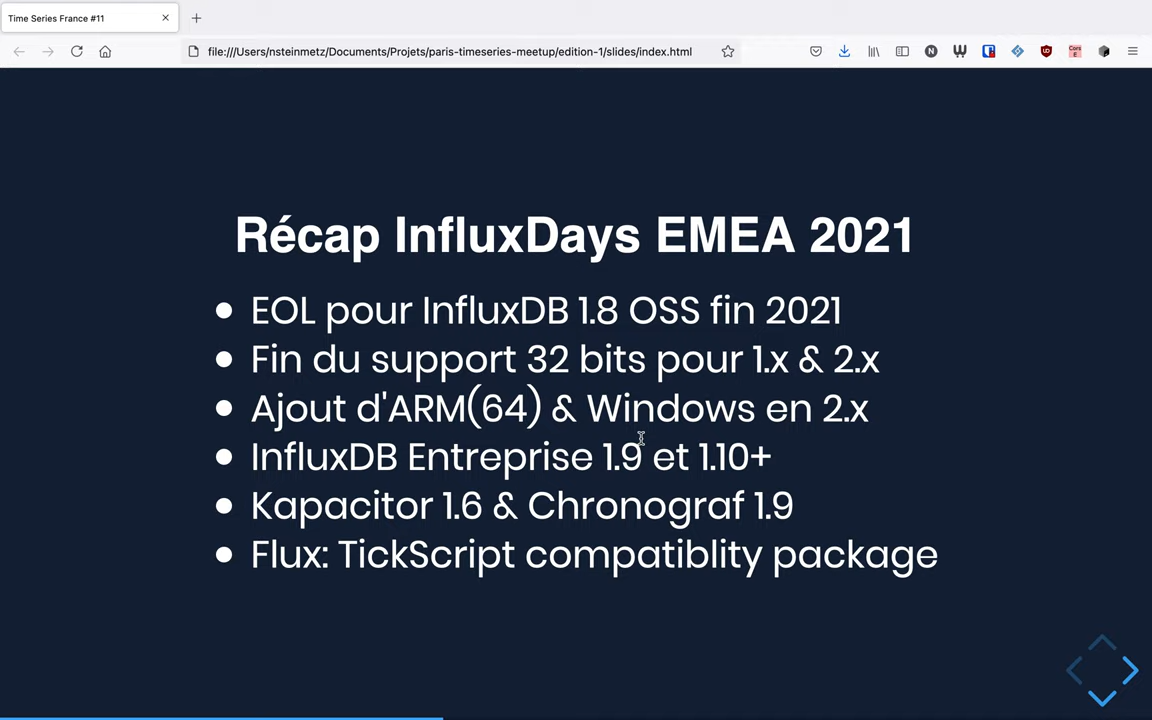 Time Series France #11
file:///Users/nsteinmetz/Documents/Projets/paris-timeseries-meetup/edition-1/slides/index.html
Récap InfluxDays EMEA 2021
EOL pour InfluxDB 1.8 OSS fin 2021
Fin du support 32 bits pour 1.x & 2.x
Ajout d'ARM(64) & Windows en 2.x
InfluxDB Entreprise 1.9 et 1.10+
Kapacitor 1.6 & Chronograf 1.9
Flux: TickScript compatiblity package